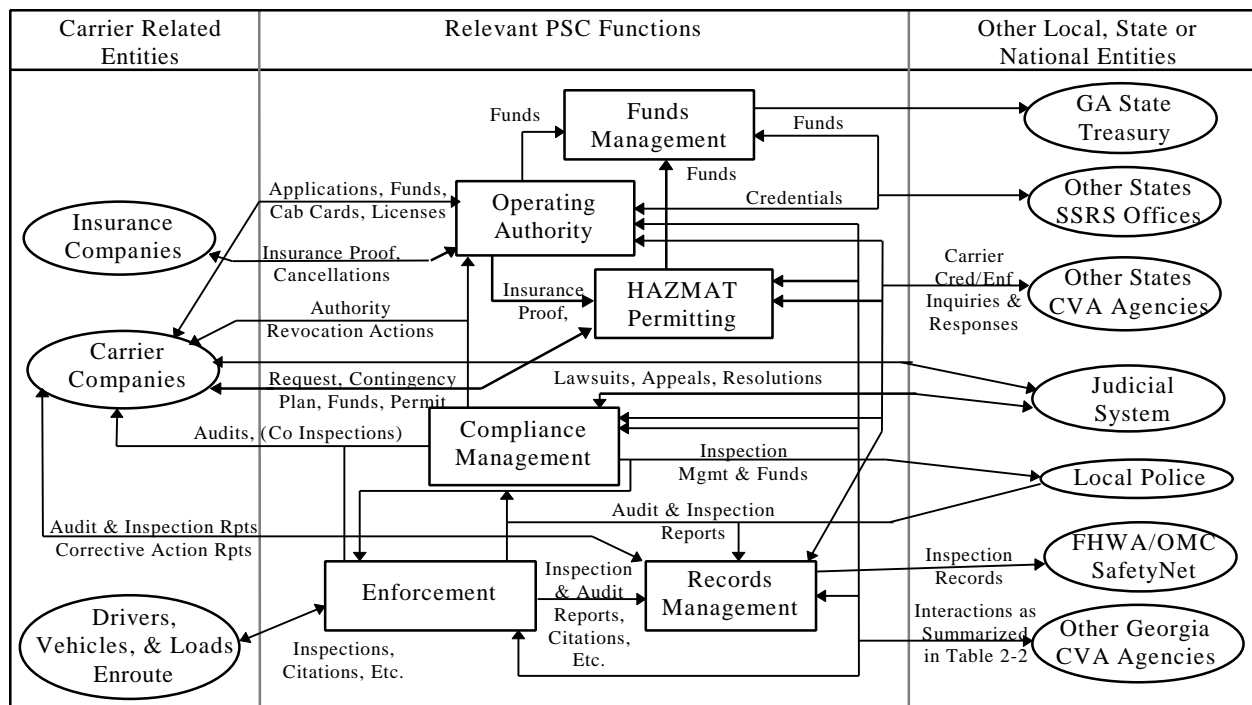 Carrier Related
Entities
Relevant PSC Functions
Other Local, State or
National Entities
Funds
Management
GA State
Treasury
Funds
Funds
Funds
Applications, Funds,
Cab Cards, Licenses
Operating
Authority
Credentials
Other States
SSRS Offices
Insurance
Companies
Insurance Proof,
Cancellations
Insurance
Proof,
HAZMAT
Permitting
Carrier
Cred/Enf
Inquiries &
Responses
Other States
CVA Agencies
Authority
Revocation Actions
Carrier
Companies
Request, Contingency
Plan, Funds, Permit
Lawsuits, Appeals, Resolutions
Judicial
System
Audits, (Co Inspections)
Compliance
Management
Inspection
Mgmt & Funds
Local Police
Audit & Inspection Rpts
Corrective Action Rpts
Audit & Inspection
Reports
Enforcement
Inspection
& Audit
Reports,
Citations,
Etc.
Records
Management
Inspection
Records
FHWA/OMC
SafetyNet
Drivers,
Vehicles, & Loads
Enroute
Inspections,
Citations, Etc.
Interactions as
Summarized
in Table 2-2
Other Georgia
CVA Agencies